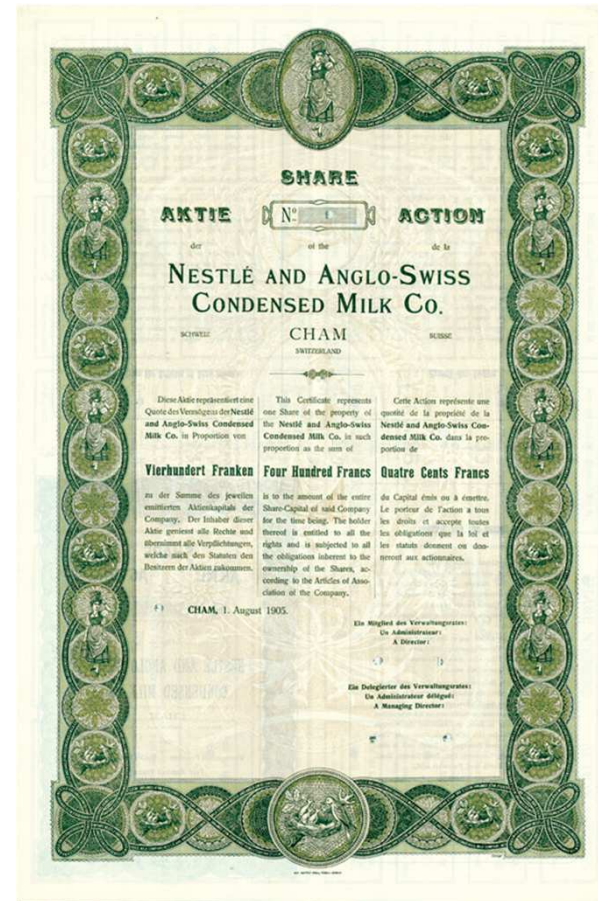 SHARE
AKTIE
Nº
ACTION
der
of the
de la
NESTLÉ AND ANGLO-SWISS
CONDENSED MILK CO.
SCHWEIZ
CHAM
SUISSE
SWITZERLAND
Diese Aktie repräsentiert eine
Quote des Vermögens der Nestlé
and Anglo-Swiss Condensed
Milk Co. in Proportion von
Vierhundert Franken
zu der Summe des jeweilen
emittierten Aktienkapitals der
Company. Der Inhaber dieser
Aktie geniesst alle Rechte und
übernimmt alle Verpflichtungen,
welche nach den Statuten den
Besitzern der Aktien zukommen.
This Certificate represents
one Share of the property of
the Nestlé and Anglo-Swiss
Condensed Milk Co. in such
proportion as the sum of
Four Hundred Francs
is to the amount of the entire
Share-Capital of said Company
for the time being. The holder
thereof is entitled to all the
rights and is subjected to all
the obligations inherent to the
ownership of the Shares, ac-
cording to the Articles of Asso-
ciation of the Company.
Cette Action représente une
quotité de la propriété de la
Nestlé and Anglo-Swiss Con-
densed Milk Co. dans la pro-
portion de
Quatre Cents Francs
du Capital émis ou à émettre.
Le porteur de l'action a tous
les droits et accepte toutes
les obligations que la loi et
les statuts donnent ou don-
neront aux actionnaires.
CHAM, 1. August 1905.
Ein Mitglied des Verwaltungsrates:
Un Administrateur:
A Director:
Ein Delegierter des Verwaltungsrates:
Un Administrateur délégué:
A Managing Director: